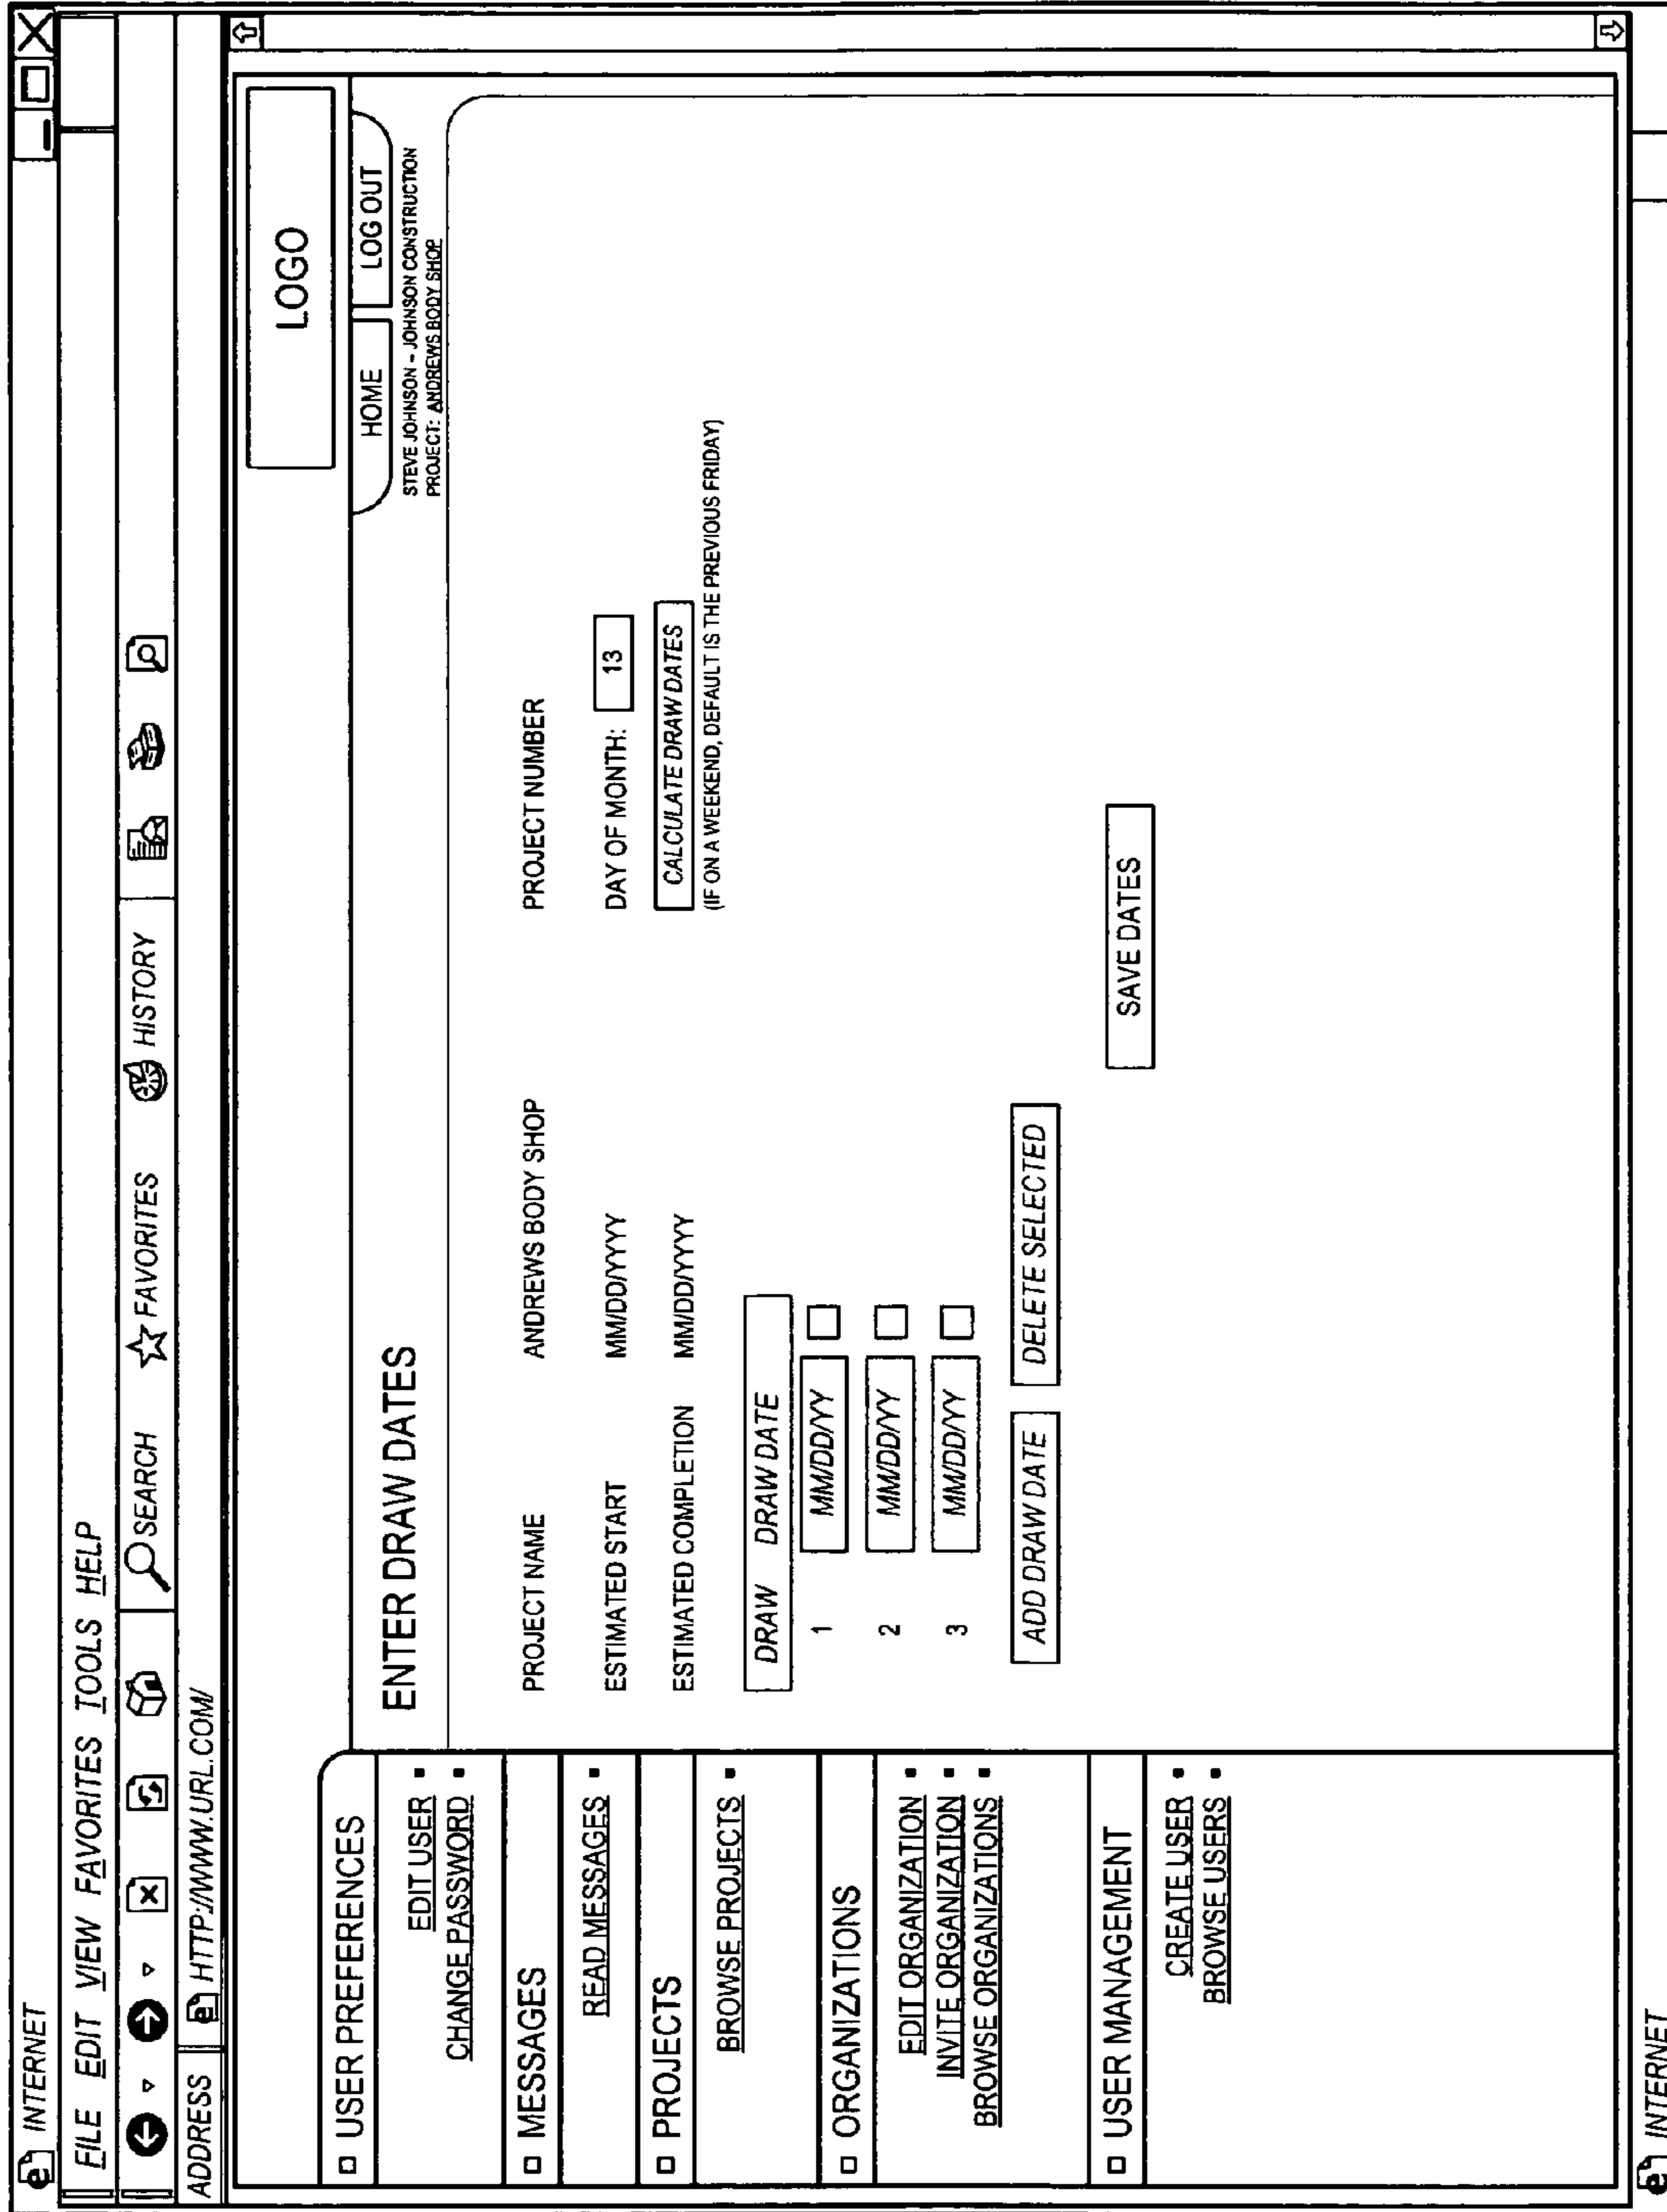 INTERNET
FILE EDIT VIEW FAVORITES TOOLS HELP
SEARCH FAVORITES HISTORY
ADDRESS HTTP://WWW.URL.COM/
LOGO
HOME LOG OUT
STEVE JOHNSON - JOHNSON CONSTRUCTION
PROJECT: ANDREWS BODY SHOP
USER PREFERENCES
EDIT USER
CHANGE PASSWORD
MESSAGES
READ MESSAGES
PROJECTS
BROWSE PROJECTS
ORGANIZATIONS
EDIT ORGANIZATION
INVITE ORGANIZATION
BROWSE ORGANIZATIONS
USER MANAGEMENT
CREATE USER
BROWSE USERS
ENTER DRAW DATES
PROJECT NAME ANDREWS BODY SHOP PROJECT NUMBER
ESTIMATED START MM/DD/YYYY DAY OF MONTH: 13
ESTIMATED COMPLETION MM/DD/YYYY CALCULATE DRAW DATES
(IF ON A WEEKEND, DEFAULT IS THE PREVIOUS FRIDAY)
DRAW DRAW DATE
1 MM/DD/YY
2 MM/DD/YY
3 MM/DD/YY
ADD DRAW DATE DELETE SELECTED
SAVE DATES
INTERNET